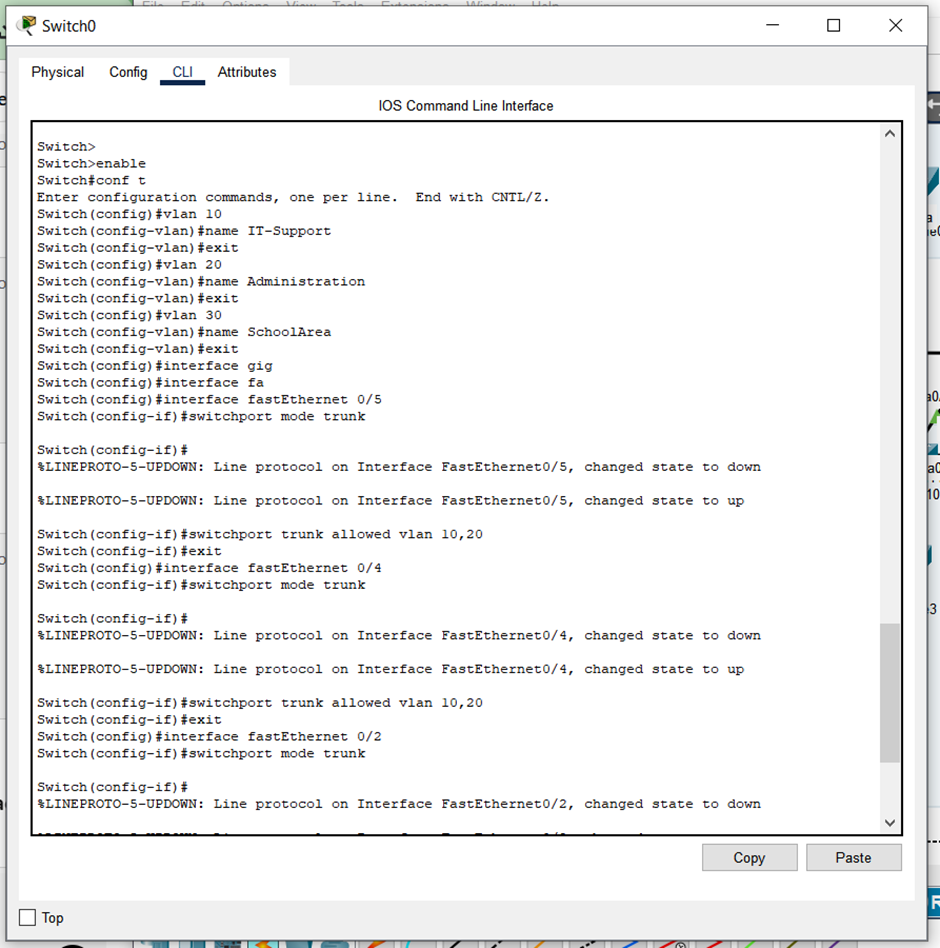 File Edit Options View Tools Extensions Window Help
Switch0
Physical Config CLI Attributes
IOS Command Line Interface
Switch>
Switch>enable
Switch#conf t
Enter configuration commands, one per line.  End with CNTL/Z.
Switch(config)#vlan 10
Switch(config-vlan)#name IT-Support
Switch(config-vlan)#exit
Switch(config)#vlan 20
Switch(config-vlan)#name Administration
Switch(config-vlan)#exit
Switch(config)#vlan 30
Switch(config-vlan)#name SchoolArea
Switch(config-vlan)#exit
Switch(config)#interface gig
Switch(config)#interface fa
Switch(config)#interface fastEthernet 0/5
Switch(config-if)#switchport mode trunk
Switch(config-if)#
%LINEPROTO-5-UPDOWN: Line protocol on Interface FastEthernet0/5, changed state to down
%LINEPROTO-5-UPDOWN: Line protocol on Interface FastEthernet0/5, changed state to up
Switch(config-if)#switchport trunk allowed vlan 10,20
Switch(config-if)#exit
Switch(config)#interface fastEthernet 0/4
Switch(config-if)#switchport mode trunk
Switch(config-if)#
%LINEPROTO-5-UPDOWN: Line protocol on Interface FastEthernet0/4, changed state to down
%LINEPROTO-5-UPDOWN: Line protocol on Interface FastEthernet0/4, changed state to up
Switch(config-if)#switchport trunk allowed vlan 10,20
Switch(config-if)#exit
Switch(config)#interface fastEthernet 0/2
Switch(config-if)#switchport mode trunk
Switch(config-if)#
%LINEPROTO-5-UPDOWN: Line protocol on Interface FastEthernet0/2, changed state to down
Copy Paste
Top